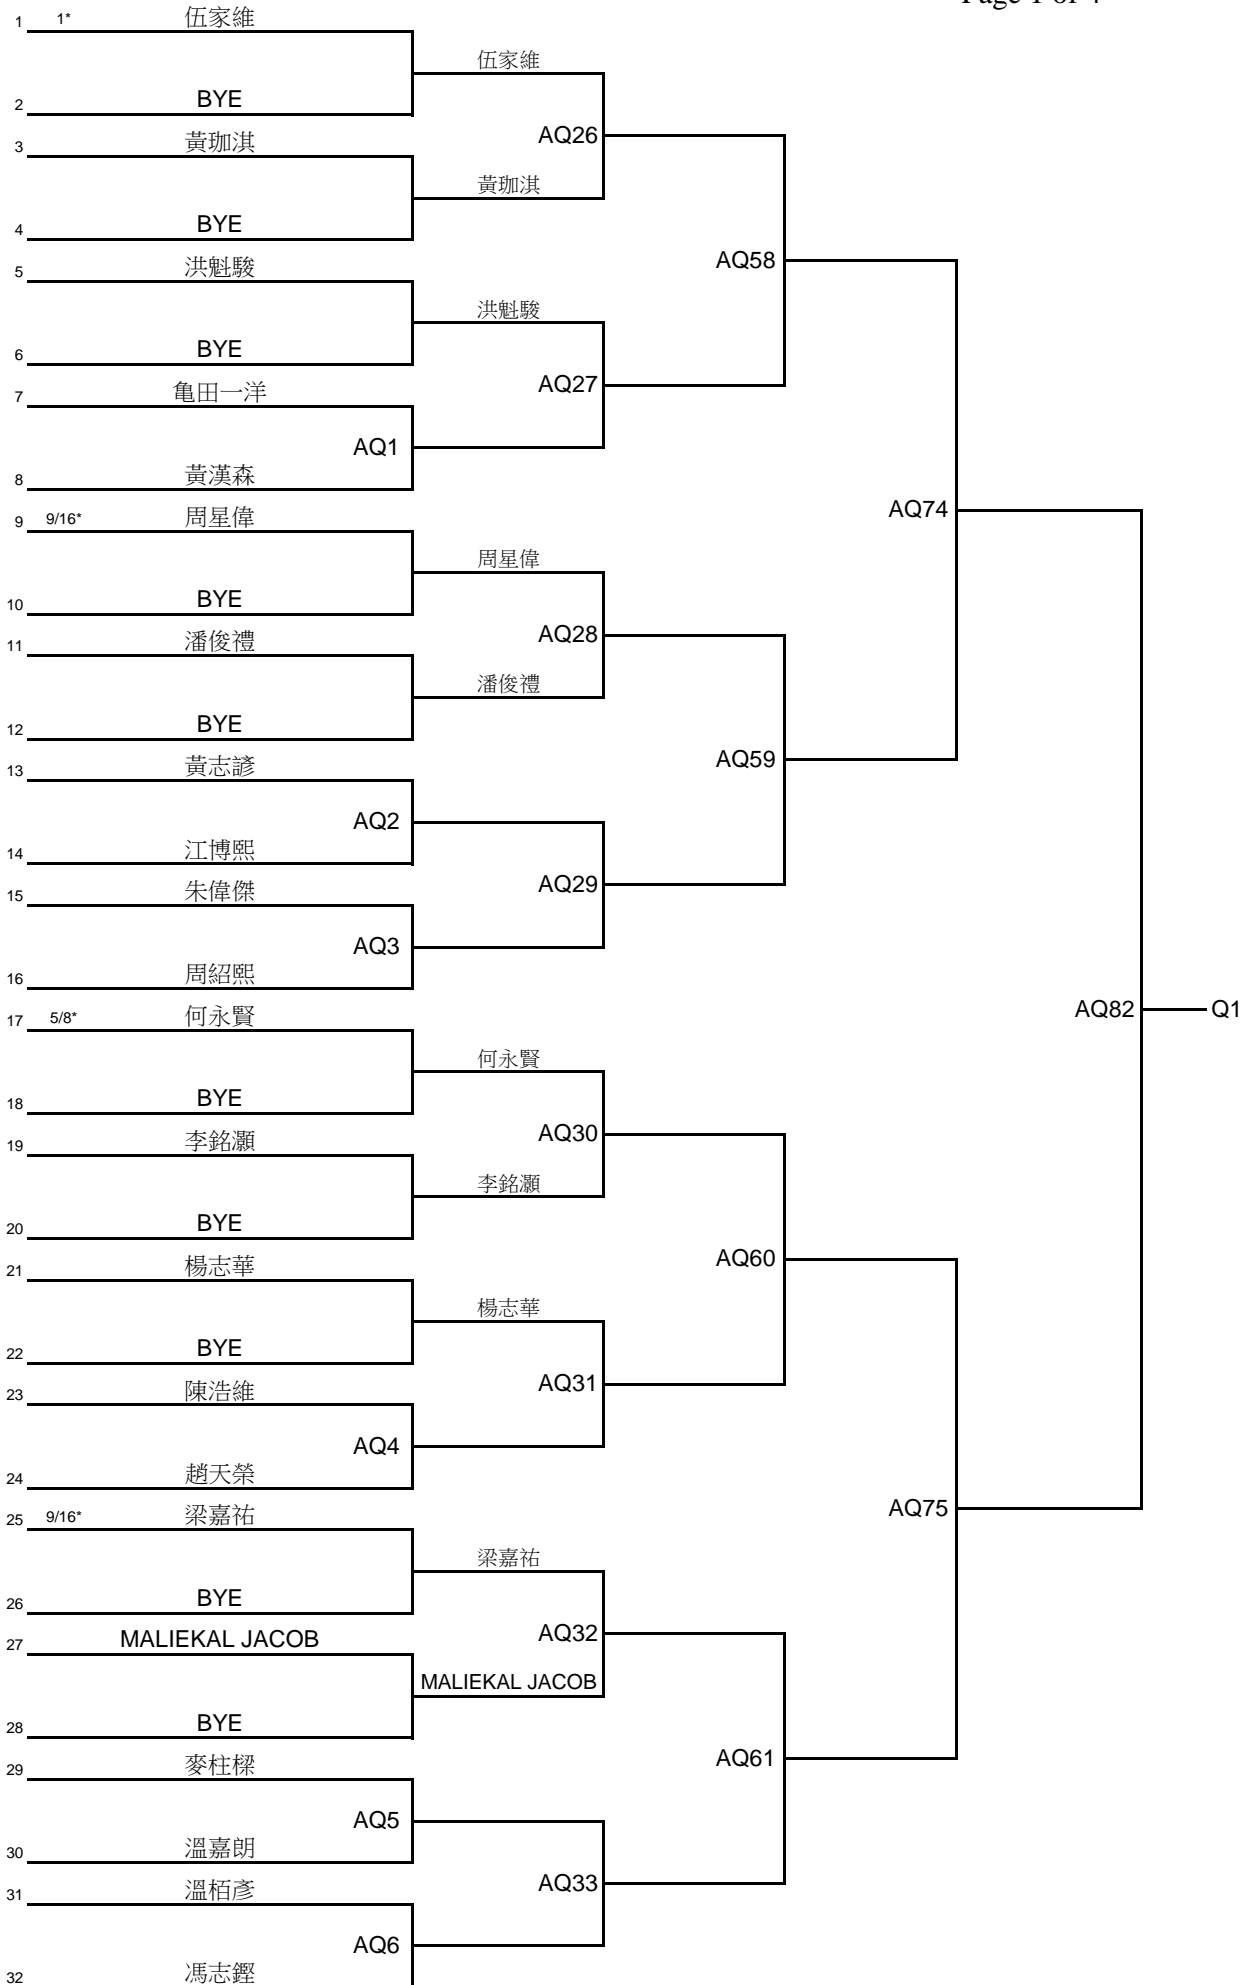 Page 1 of 4
1 1* 伍家維
伍家維
2 BYE
AQ26
3 黃珈淇
黃珈淇
4 BYE
AQ58
5 洪魁駿
洪魁駿
6 BYE
AQ27
7 亀田一洋
AQ1
8 黃漢森
AQ74
9 9/16* 周星偉
周星偉
10 BYE
AQ28
11 潘俊禮
潘俊禮
12 BYE
AQ59
13 黃志諺
AQ2
14 江博熙
AQ29
15 朱偉傑
AQ3
16 周紹熙
AQ82 Q1
17 5/8* 何永賢
何永賢
18 BYE
AQ30
19 李銘灝
李銘灝
20 BYE
AQ60
21 楊志華
楊志華
22 BYE
AQ31
23 陳浩維
AQ4
24 趙天榮
AQ75
25 9/16* 梁嘉祐
梁嘉祐
26 BYE
AQ32
27 MALIEKAL JACOB
MALIEKAL JACOB
28 BYE
AQ61
29 麥柱樑
AQ5
30 溫嘉朗
AQ33
31 溫栢彥
AQ6
32 馮志鏗